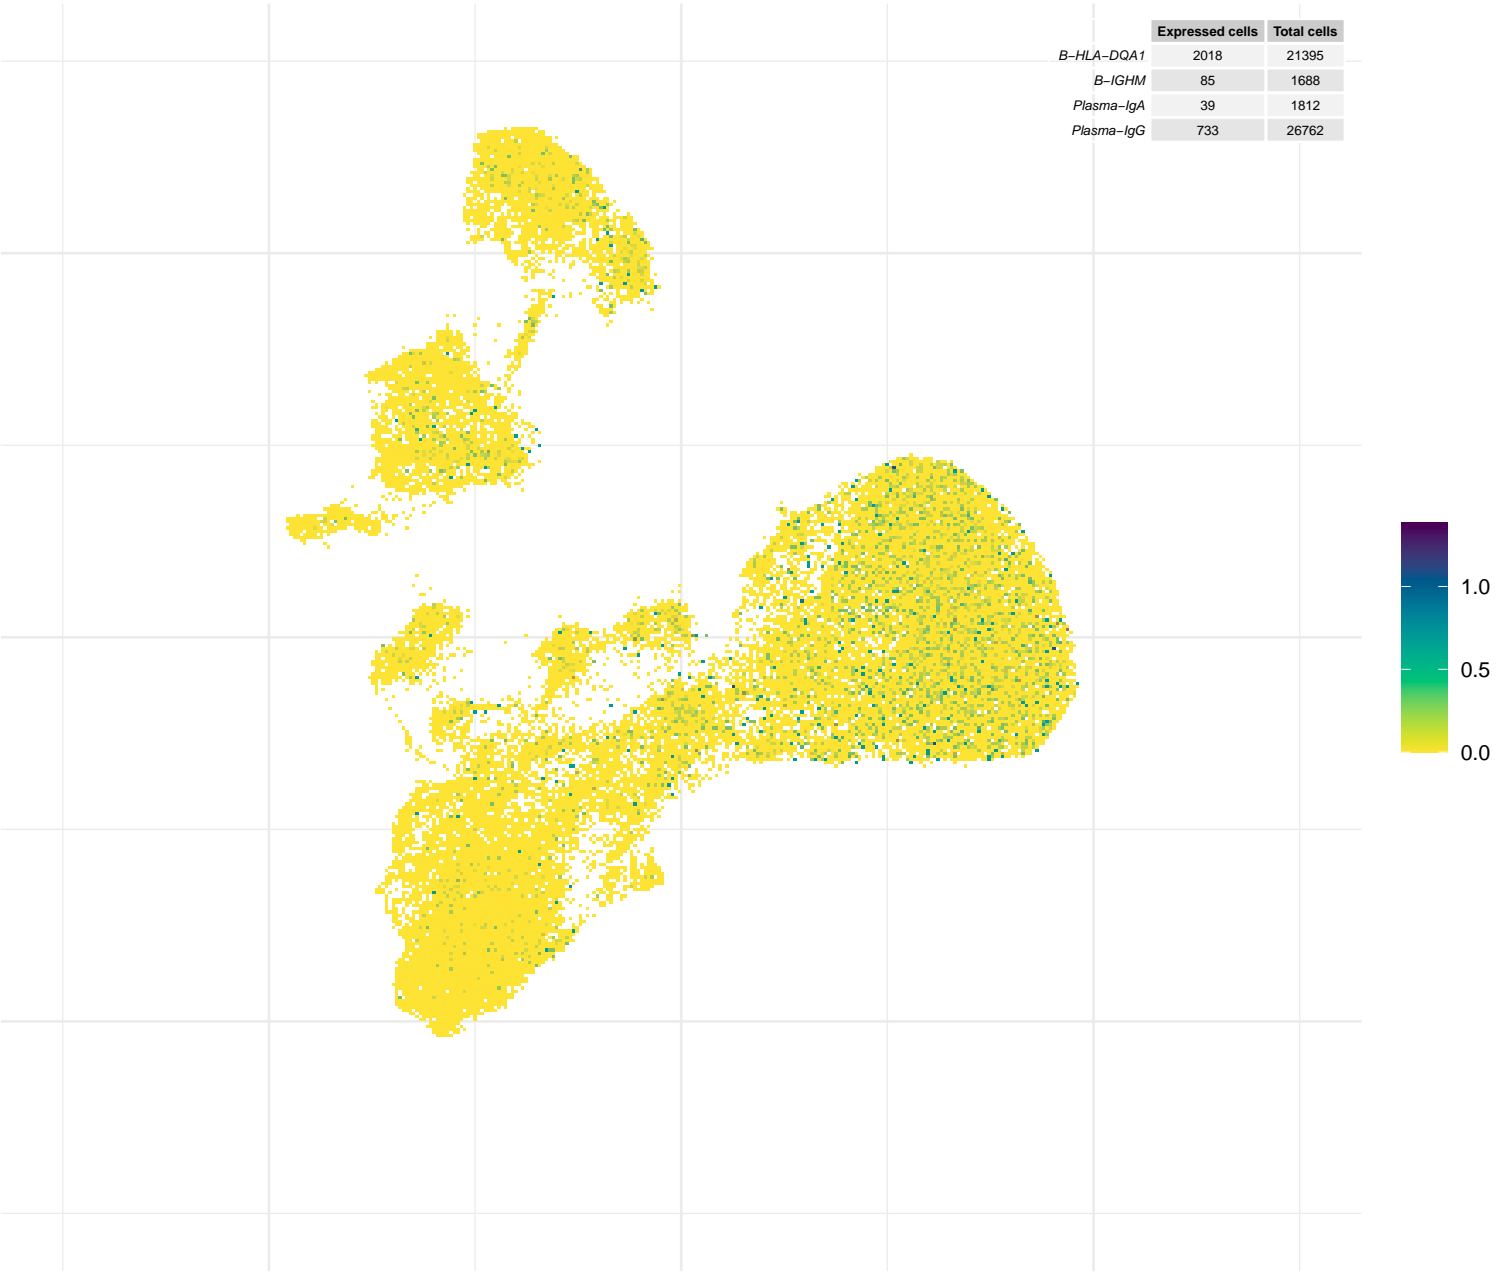 Expressed cells Total cells
B−HLA−DQA1 2018 21395
B−IGHM 85 1688
Plasma−IgA 39 1812
Plasma−IgG 733 26762
1.0
0.5
0.0